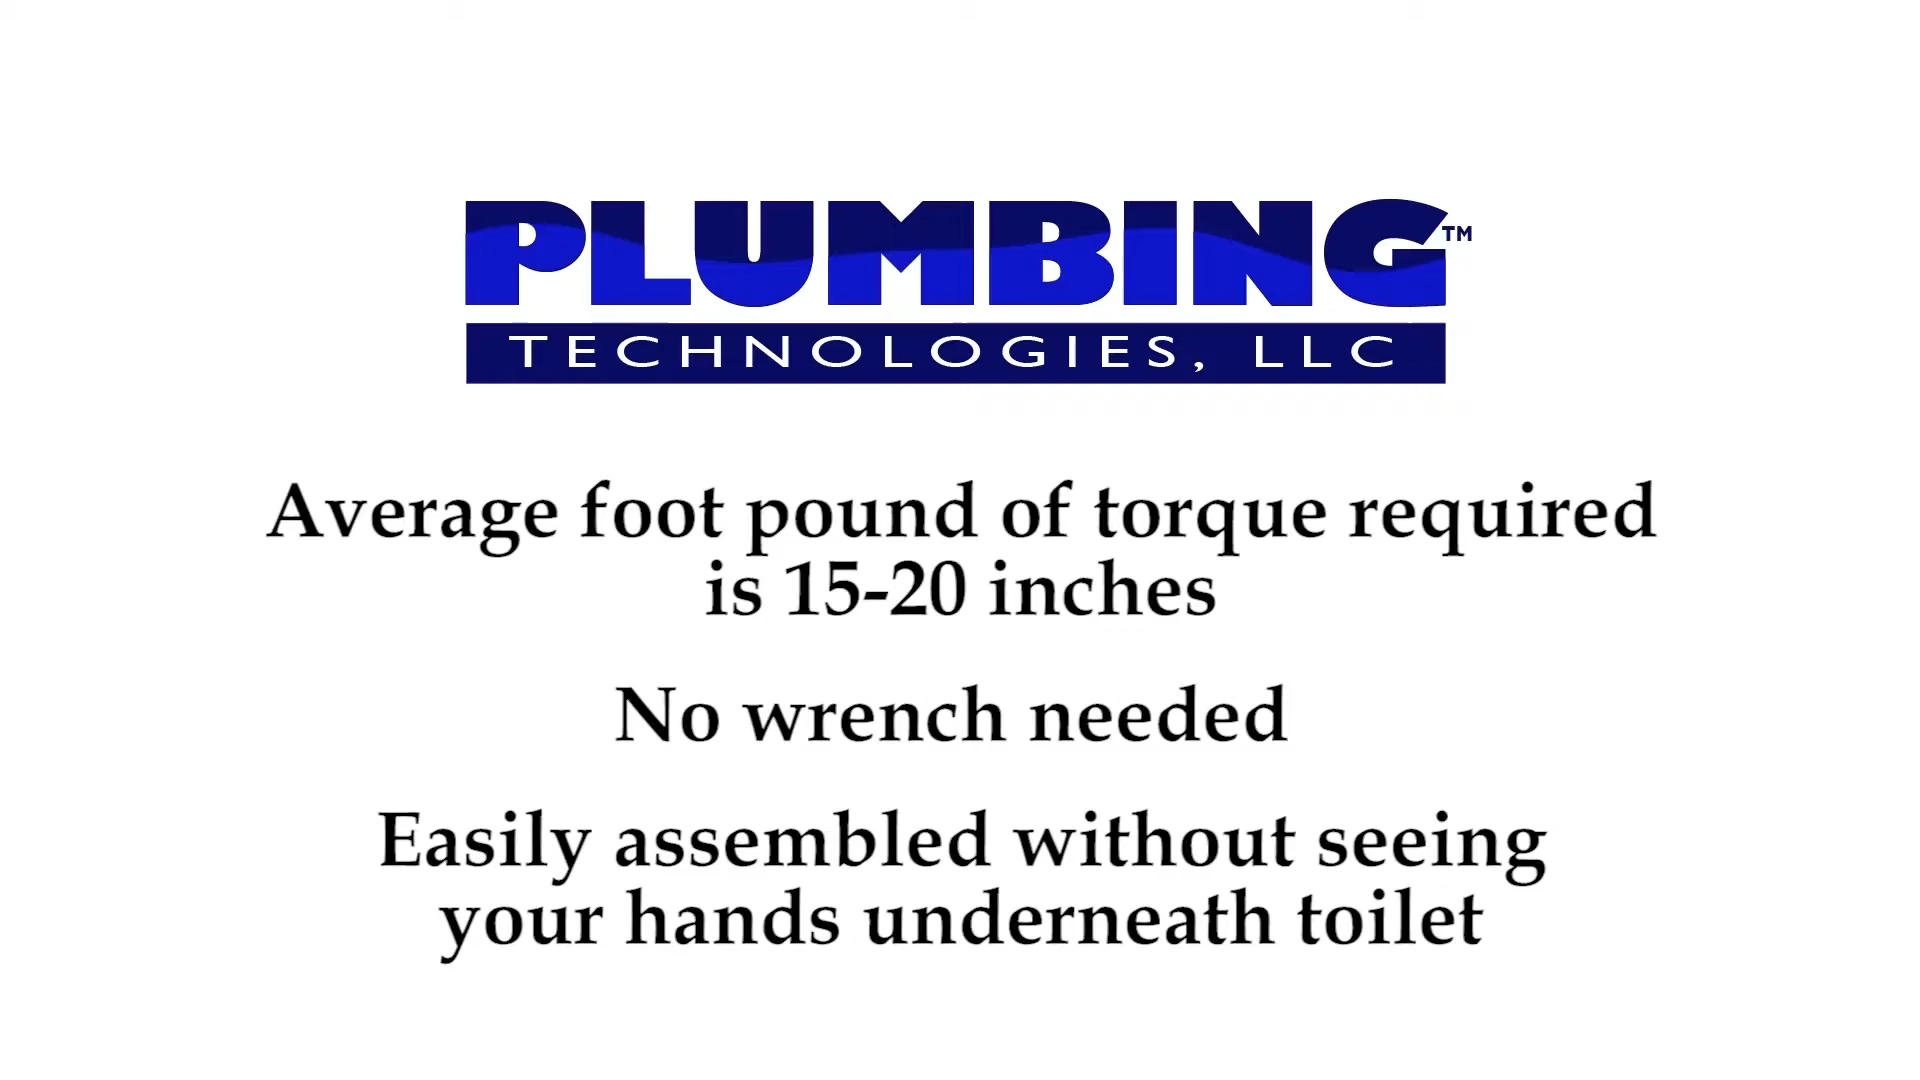 PLUMBING™
TECHNOLOGIES, LLC
Average foot pound of torque required
is 15-20 inches
No wrench needed
Easily assembled without seeing
your hands underneath toilet